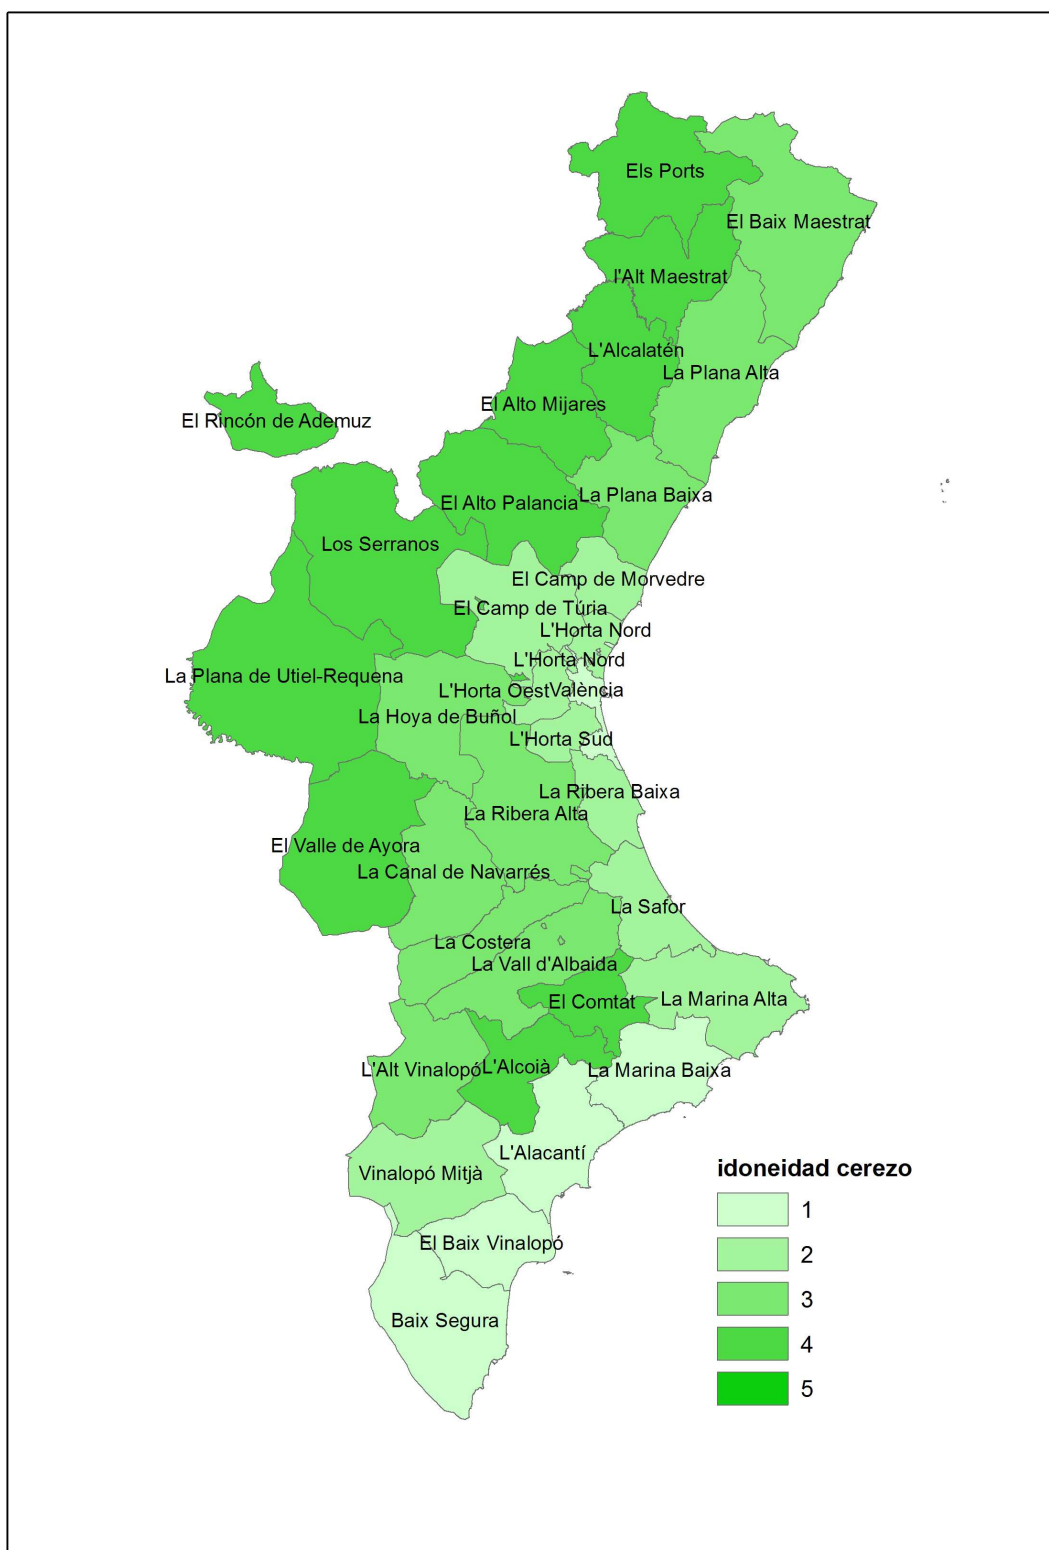 Els Ports
El Baix Maestrat
l'Alt Maestrat
L'Alcalatén
La Plana Alta
El Alto Mijares
El Rincón de Ademuz
La Plana Baixa
El Alto Palancia
Los Serranos
El Camp de Morvedre
El Camp de Túria
L'Horta Nord
L'Horta Nord
La Plana de Utiel-Requena
L'Horta Oest
València
La Hoya de Buñol
L'Horta Sud
La Ribera Baixa
La Ribera Alta
El Valle de Ayora
La Canal de Navarrés
La Safor
La Costera
La Vall d'Albaida
El Comtat
La Marina Alta
L'Alt Vinalopó
L'Alcoià
La Marina Baixa
L'Alacantí
Vinalopó Mitjà
El Baix Vinalopó
Baix Segura
idoneidad cerezo
1
2
3
4
5